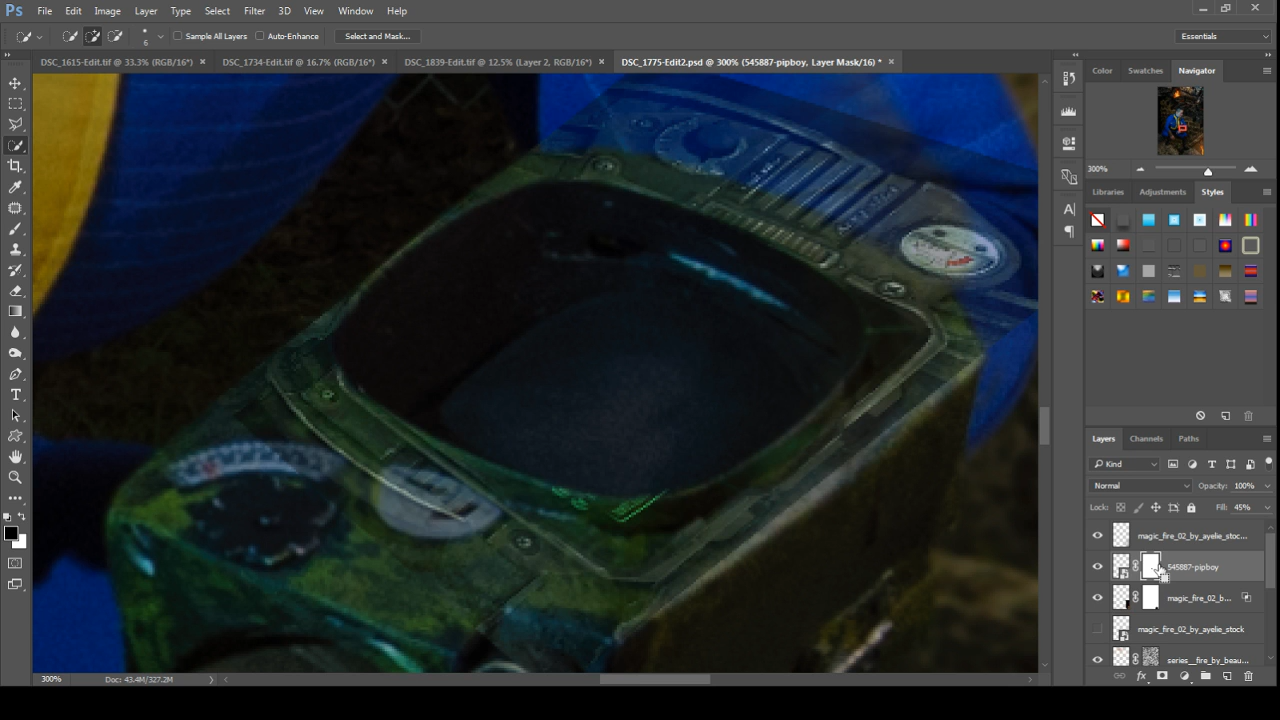 Ps File Edit Image Layer Type Select Filter 3D View Window Help
6 Sample All Layers Auto-Enhance Select and Mask... Essentials
DSC_1615-Edit.tif @ 33.3% (RGB/16*) × DSC_1734-Edit.tif @ 16.7% (RGB/16*) × DSC_1839-Edit.tif @ 12.5% (Layer 2, RGB/16*) × DSC_1775-Edit2.psd @ 300% (545887-pipboy, Layer Mask/16) * ×
Color Swatches Navigator
300%
Libraries Adjustments Styles
Layers Channels Paths
Kind
Normal Opacity: 100%
Lock: Fill: 45%
magic_fire_02_by_ayelie_stoc...
545887-pipboy
magic_fire_02_b...
magic_fire_02_by_ayelie_stock
series__fire_by_beau...
300% Doc: 43.4M/327.2M